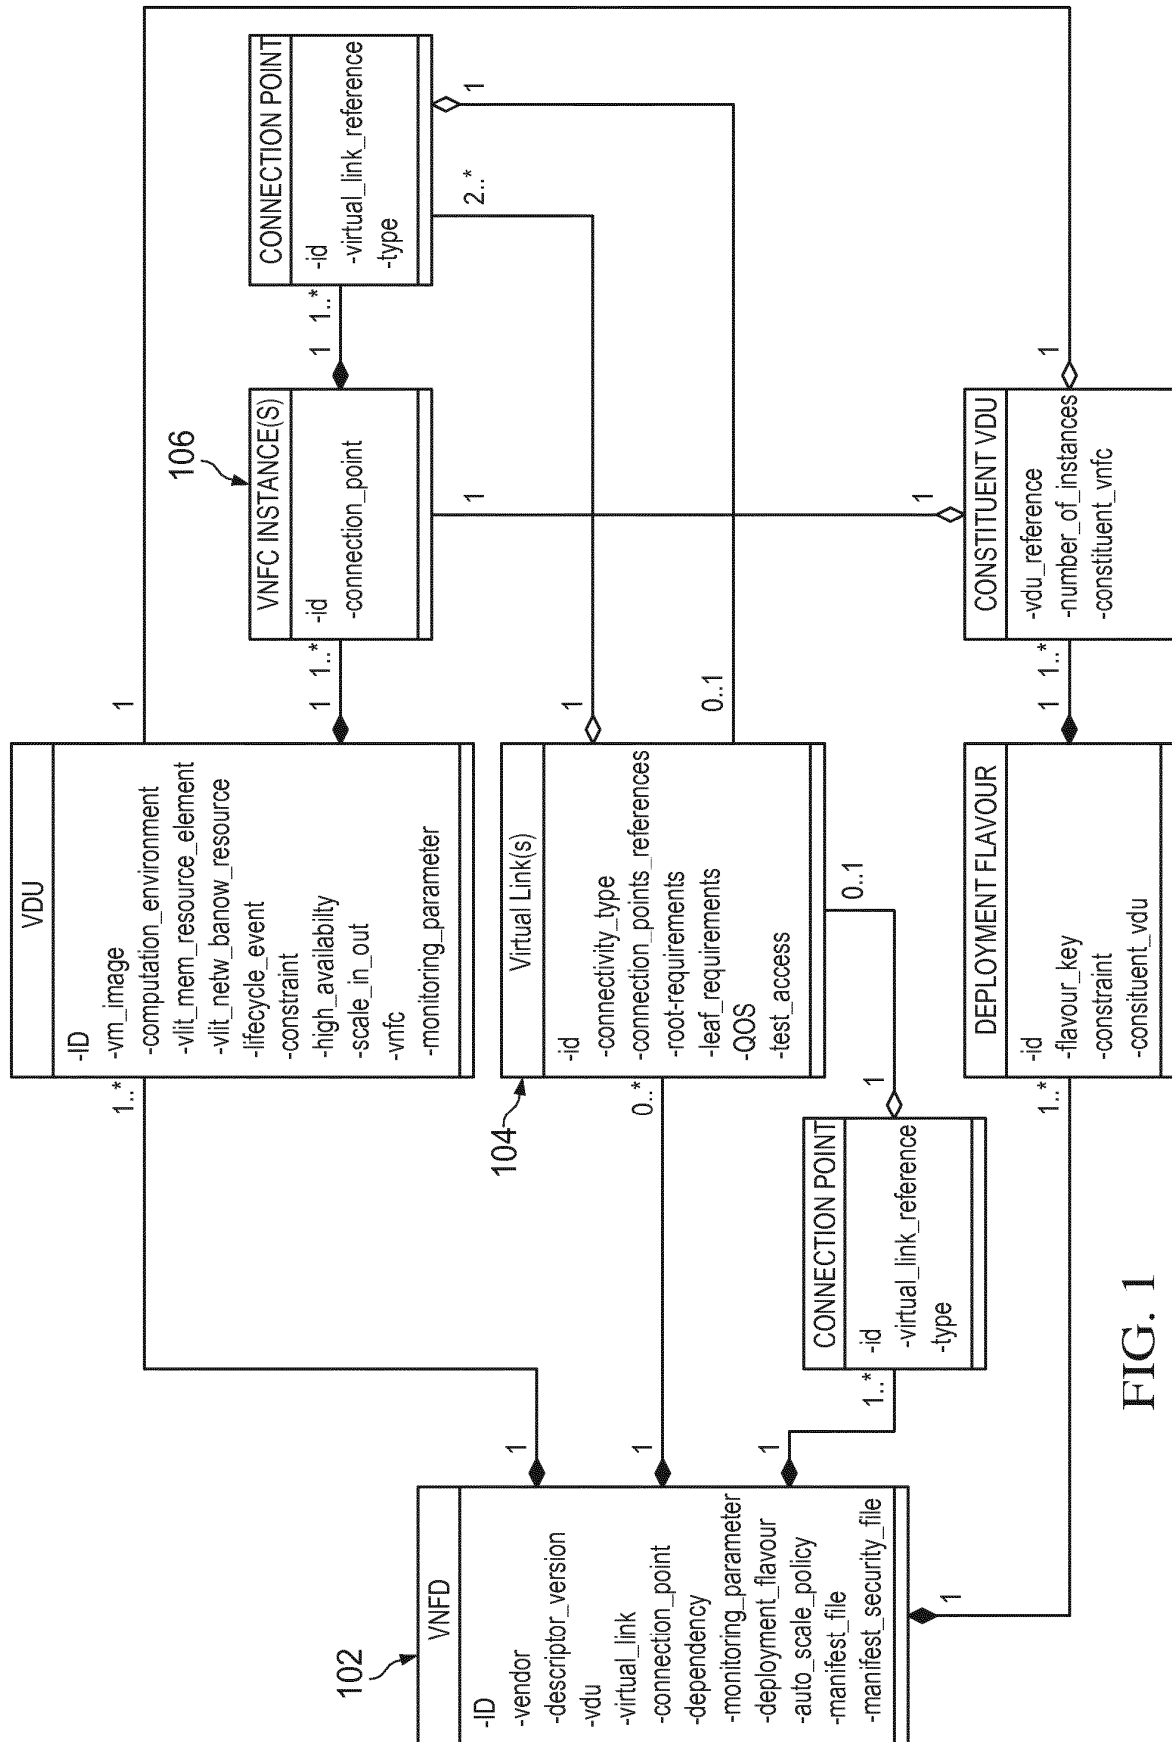 102
VNFD
-ID
-vendor
-descriptor_version
-vdu
-virtual_link
-connection_point
-dependency
-monitoring_parameter
-deployment_flavour
-auto_scale_policy
-manifest_file
-manifest_security_file
1
1
1
1
VDU
-ID
-vm_image
-computation_environment
-vlit_mem_resource_element
-vlit_netw_banow_resource
-lifecycle_event
-constraint
-high_availabilty
-scale_in_out
-vnfc
-monitoring_parameter
1..*
1
1
104
Virtual Link(s)
-id
-connectivity_type
-connection_points_references
-root-requirements
-leaf_requirements
-QOS
-test_access
0..*
1
0..1
0..1
CONNECTION POINT
-id
-virtual_link_reference
-type
1..*
1
DEPLOYMENT FLAVOUR
-id
-flavour_key
-constraint
-consituent_vdu
1..*
1
106
VNFC INSTANCE(S)
-id
-connection_point
1..*
1
1
CONSTITUENT VDU
-vdu_reference
-number_of_instances
-constituent_vnfc
1..*
1
1
CONNECTION POINT
-id
-virtual_link_reference
-type
1..*
2..*
1
FIG. 1